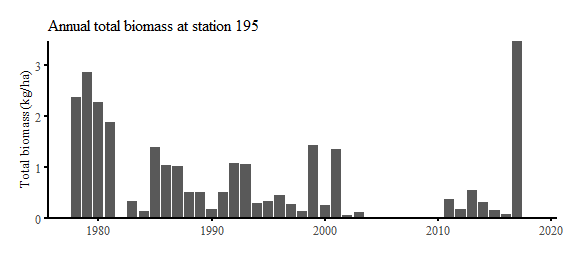 Annual total biomass at station 195
Total biomass (kg/ha)
3
2
1
0
1980 1990 2000 2010 2020